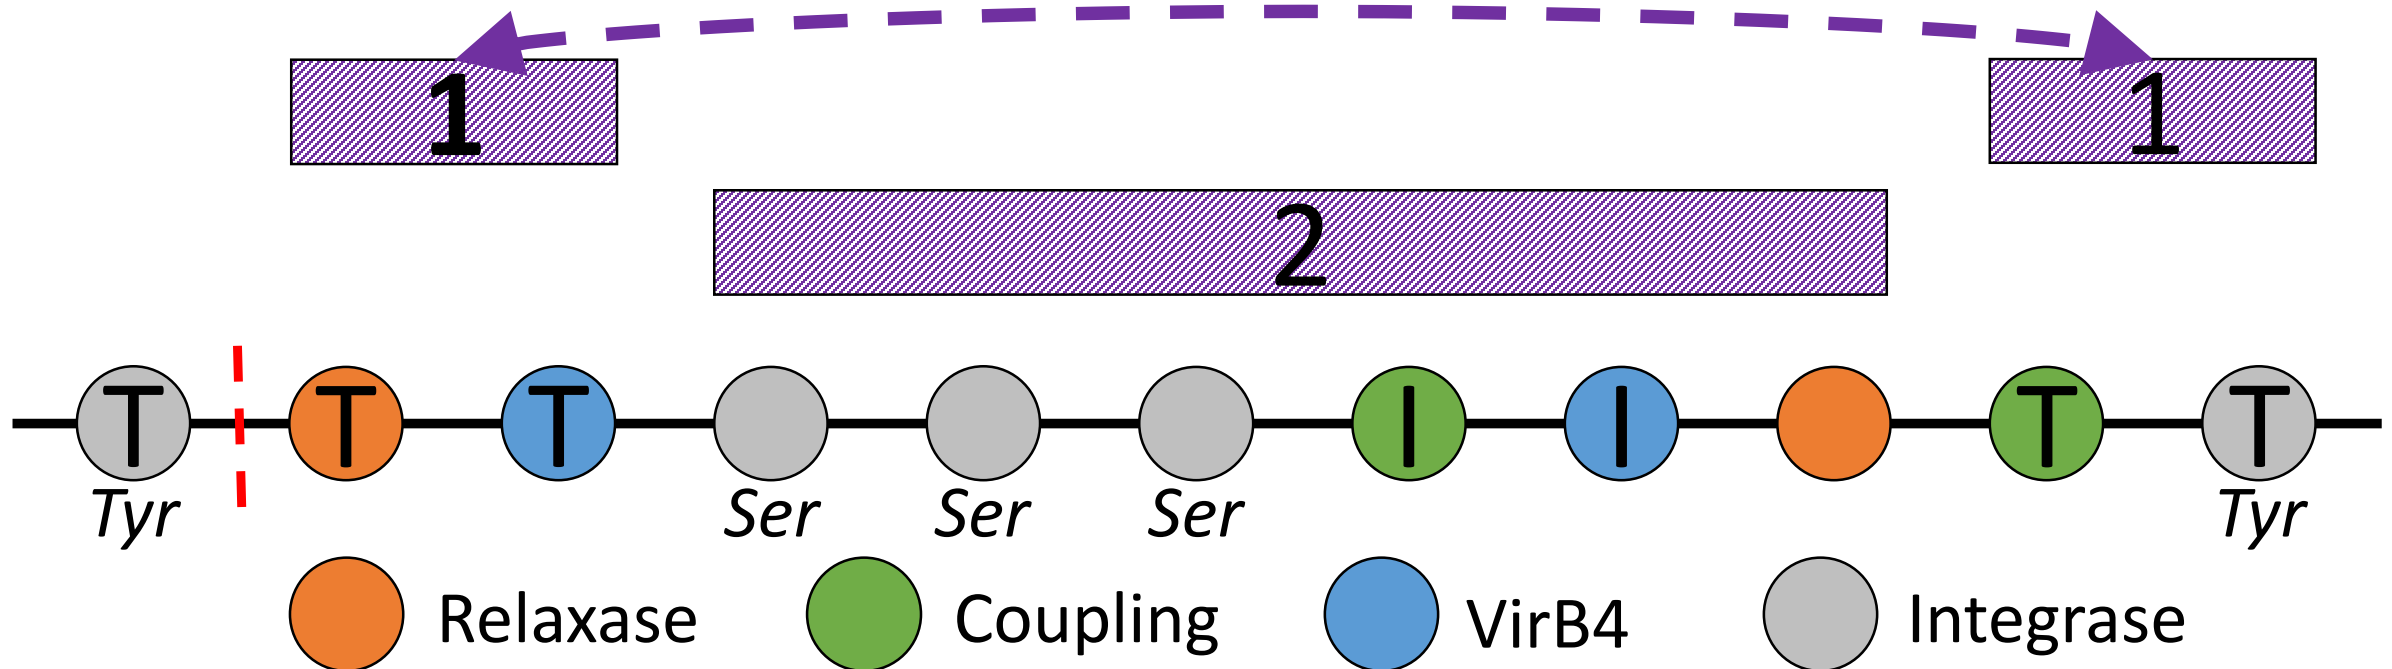 1 1
2
T T T I I T T
Tyr Ser Ser Ser Tyr
Relaxase Coupling VirB4 Integrase